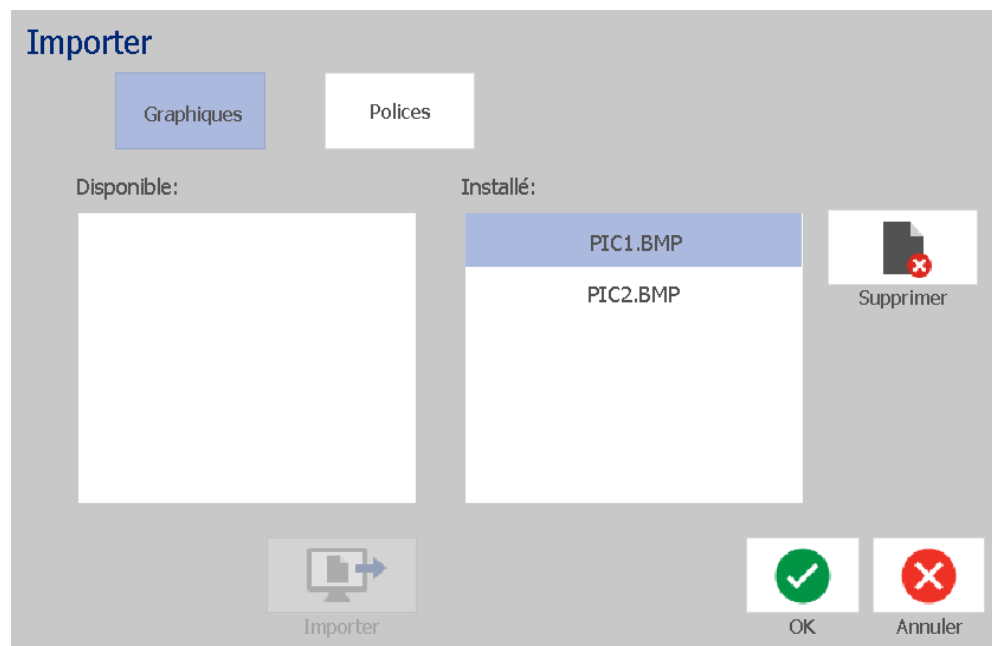 Importer
Graphiques
Polices
Disponible:
Installé:
PIC1.BMP
PIC2.BMP
Supprimer
Importer
OK
Annuler